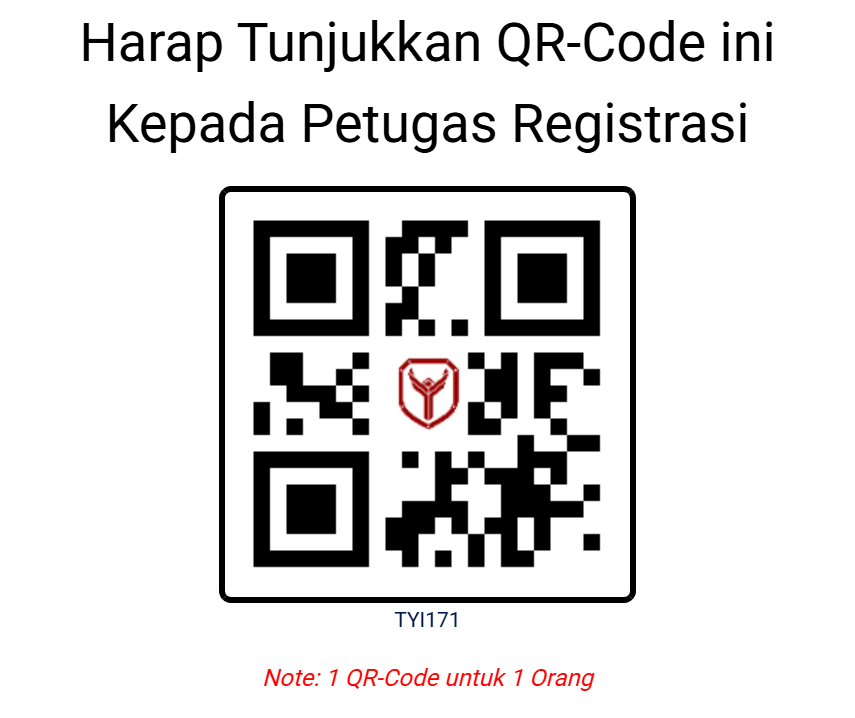 Harap Tunjukkan QR-Code ini
Kepada Petugas Registrasi
TYI171
Note: 1 QR-Code untuk 1 Orang